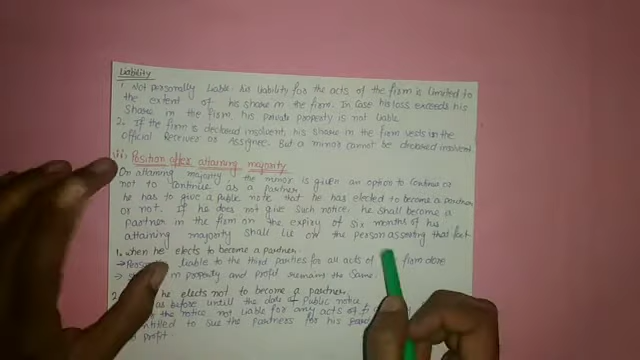 Liability
1. Not personally Liable. His liability for the acts of the firm is limited to
the extent of his share in the firm. In case his loss exceeds his
share in the firm, his private property is not liable.
2. If the firm is declared insolvent, his share in the firm vests in the
Official Receiver or Assignee. But a minor cannot be declared insolvent
iii. Position after attaining majority
On attaining majority, the minor is given an option to continue or
not to continue as a partner
he has to give a public note that he has elected to become a partner
or not. If he does not give such notice, he shall become a
partner in the firm on the expiry of six months of his
attaining majority shall lie on the person asserting that fact
1. when he elects to become a partner.
→ liable to the third parties for all acts of firm done
→ in property and profit remains the same.
2. he elects not to become a partner
as before until the date of Public notice
the notice not liable for any acts of
entitled to sue the partners for his
profit.